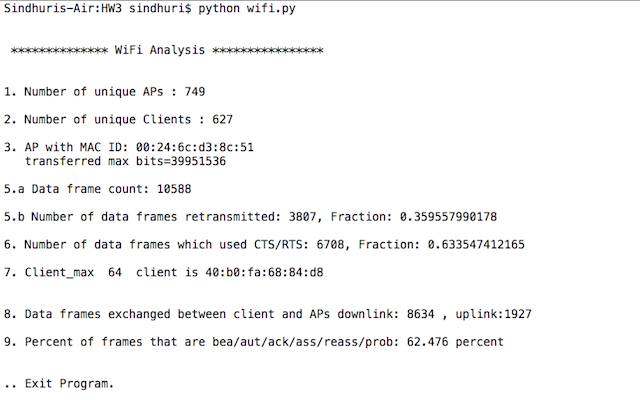 Sindhuris-Air:HW3 sindhuri$ python wifi.py
************** WiFi Analysis ****************
1. Number of unique APs : 749
2. Number of unique Clients : 627
3. AP with MAC ID: 00:24:6c:d3:8c:51
transferred max bits=39951536
5.a Data frame count: 10588
5.b Number of data frames retransmitted: 3807, Fraction: 0.359557990178
6. Number of data frames which used CTS/RTS: 6708, Fraction: 0.633547412165
7. Client_max  64  client is 40:b0:fa:68:84:d8
8. Data frames exchanged between client and APs downlink: 8634 , uplink:1927
9. Percent of frames that are bea/aut/ack/ass/reass/prob: 62.476 percent
.. Exit Program.